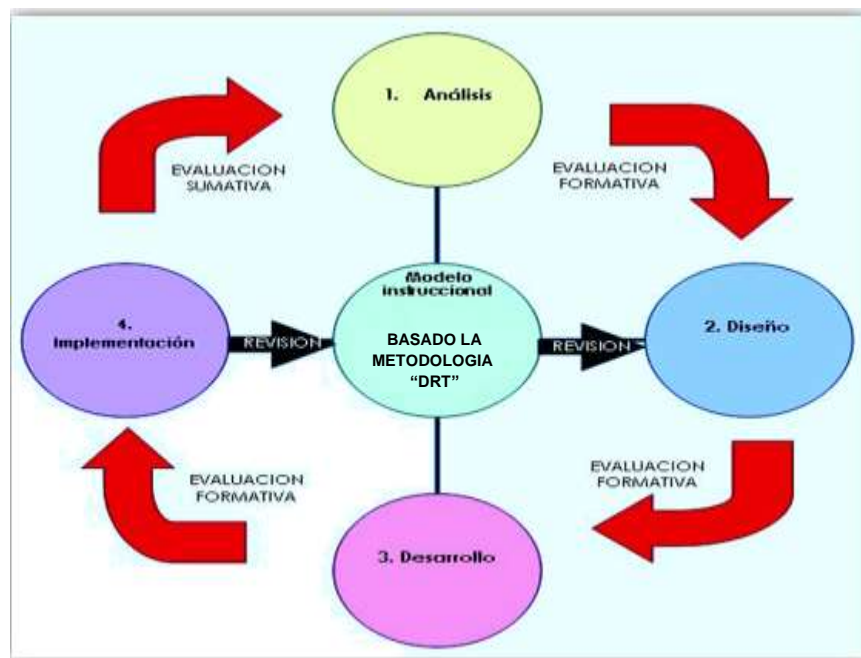 1. Análisis
EVALUACION
SUMATIVA
EVALUACION
FORMATIVA
Modelo
instruccional
BASADO LA
METODOLOGIA
“DRT”
4.
Implementación
REVISION
REVISION
2. Diseño
EVALUACION
FORMATIVA
EVALUACION
FORMATIVA
3. Desarrollo